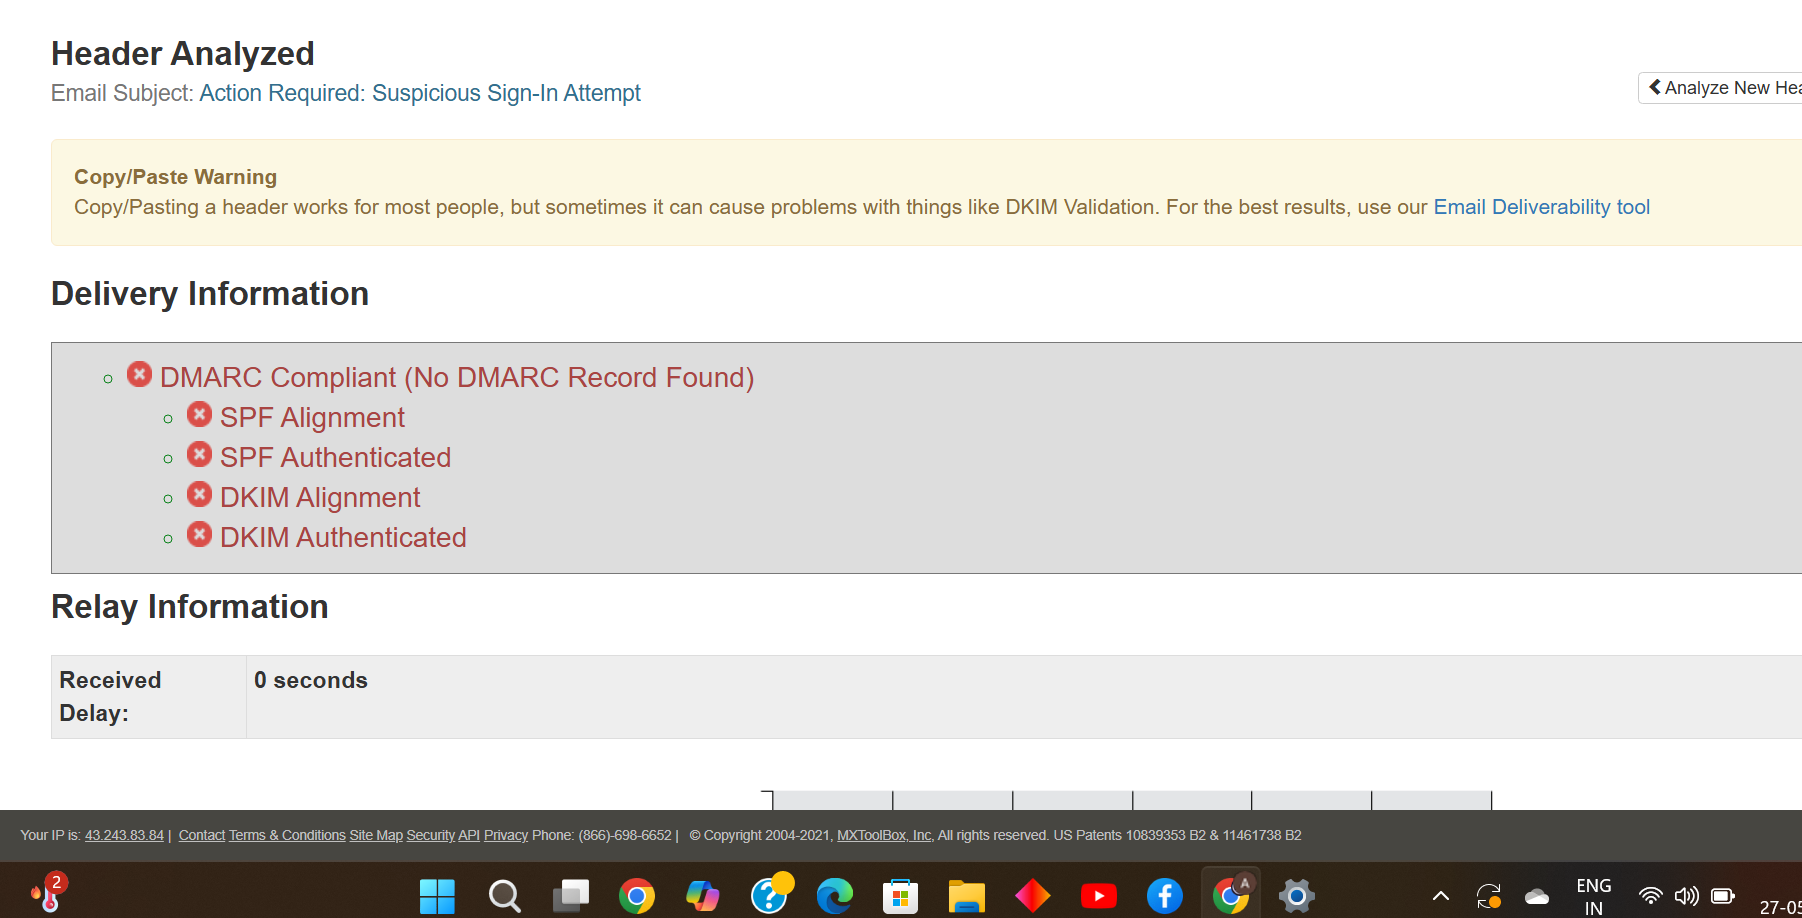 Header Analyzed
Email Subject: Action Required: Suspicious Sign-In Attempt
Analyze New Hea
Copy/Paste Warning
Copy/Pasting a header works for most people, but sometimes it can cause problems with things like DKIM Validation. For the best results, use our Email Deliverability tool
Delivery Information
DMARC Compliant (No DMARC Record Found)
SPF Alignment
SPF Authenticated
DKIM Alignment
DKIM Authenticated
Relay Information
Received Delay: 0 seconds
Your IP is: 43.243.83.84 | Contact Terms & Conditions Site Map Security API Privacy Phone: (866)-698-6652 | © Copyright 2004-2021, MXToolBox, Inc, All rights reserved. US Patents 10839353 B2 & 11461738 B2
2
A
ENG
IN
27-05